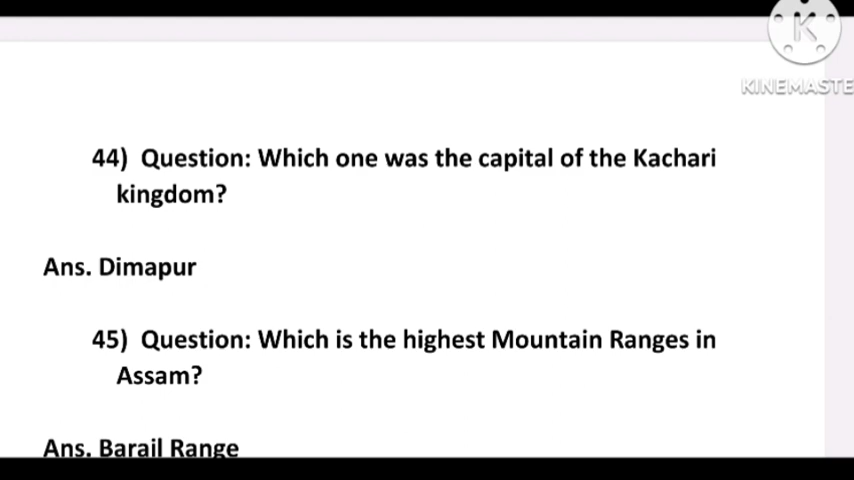 KINEMASTE
44) Question: Which one was the capital of the Kachari
kingdom?
Ans. Dimapur
45) Question: Which is the highest Mountain Ranges in
Assam?
Ans. Barail Range